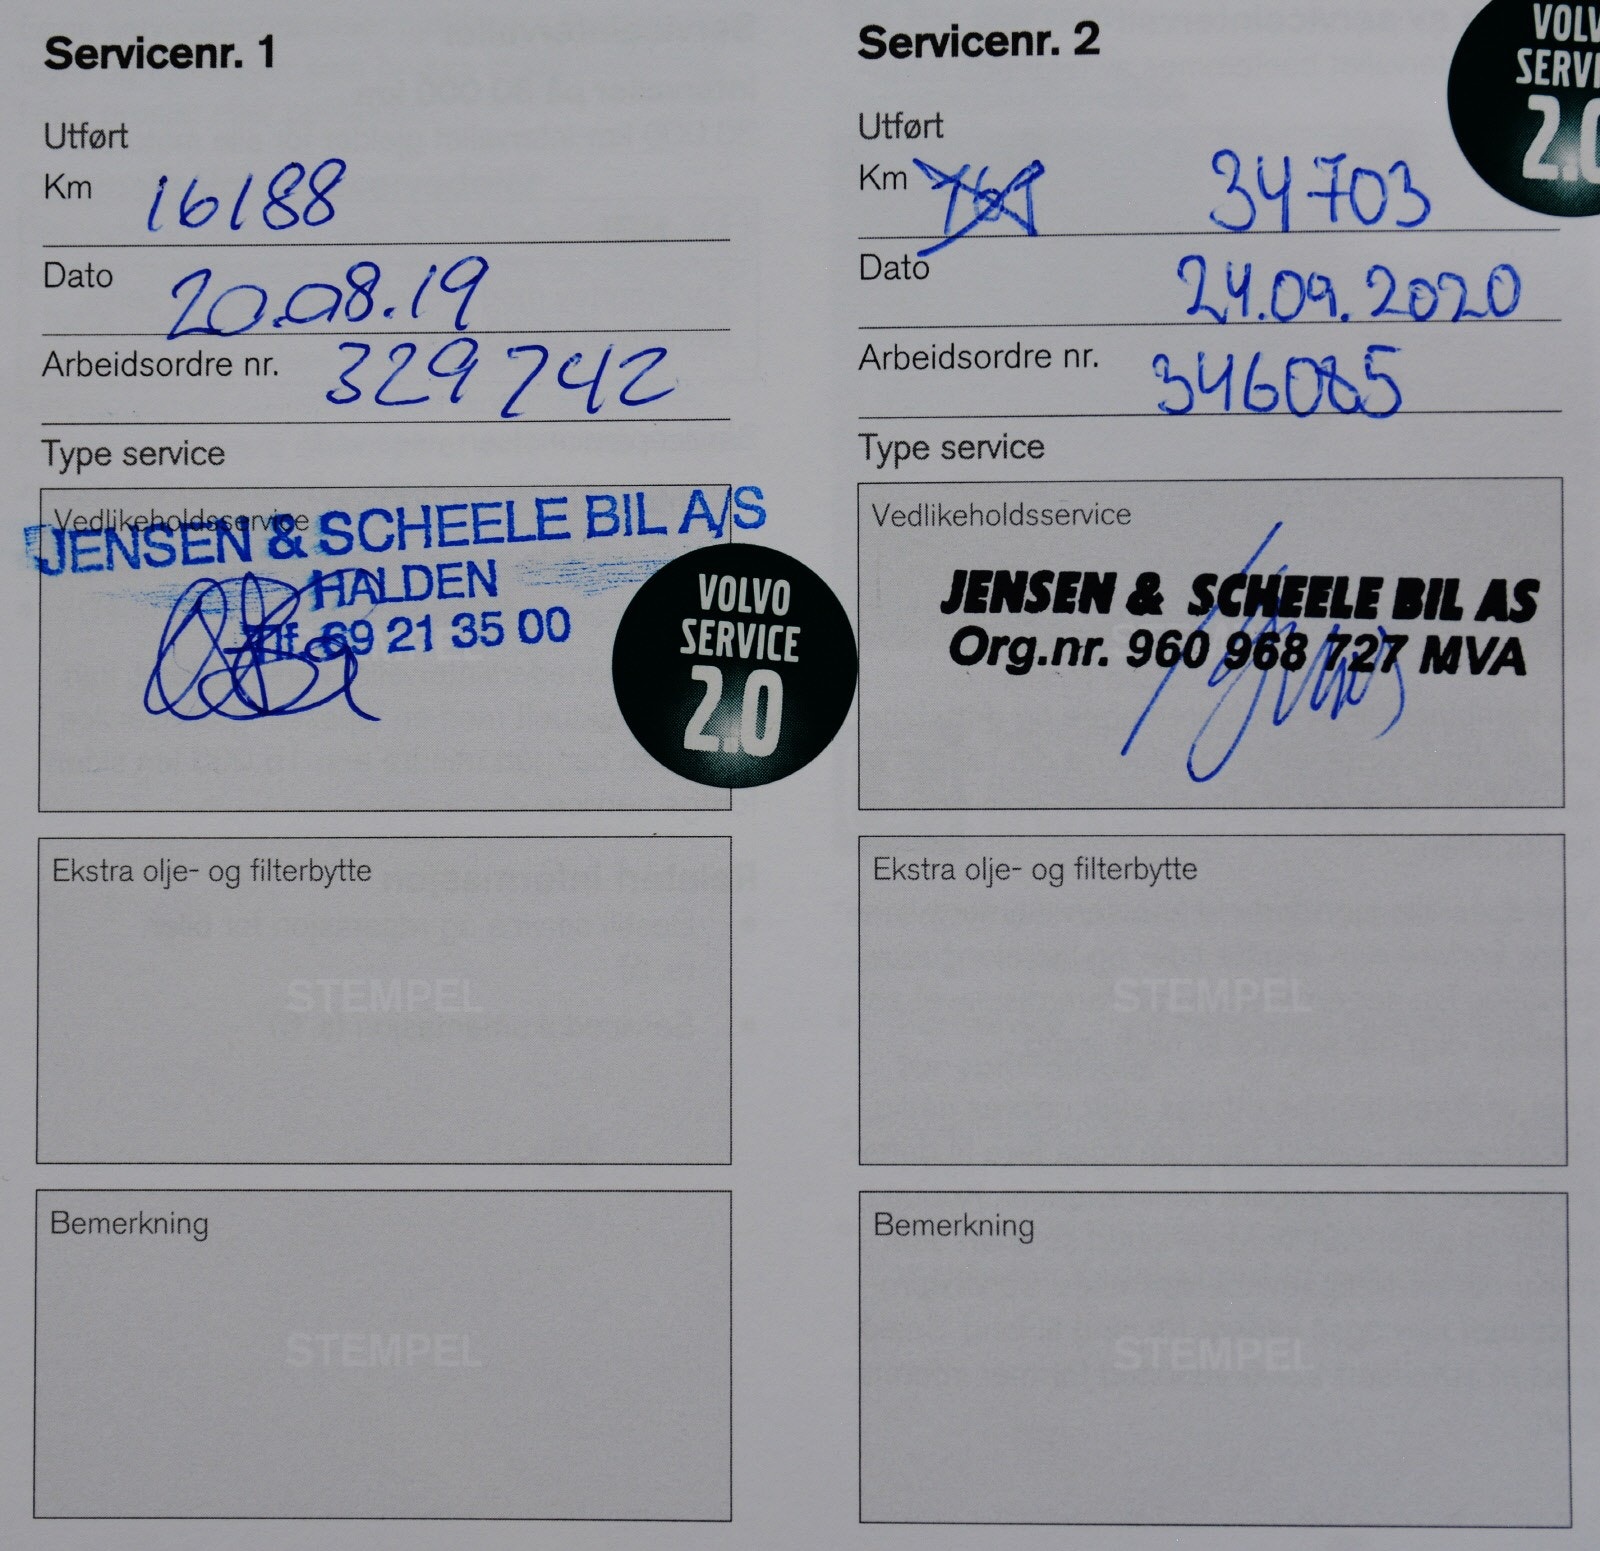 Servicenr. 1
Utført
Km 16188
Dato 20.08.19
Arbeidsordre nr. 329742
Type service
Vedlikeholdsservice
JENSEN & SCHEELE BIL A/S
HALDEN
Tlf. 69 21 35 00
VOLVO
SERVICE
2.0
Ekstra olje- og filterbytte
STEMPEL
Bemerkning
STEMPEL
Servicenr. 2
Utført
Km 34703
Dato 24.09.2020
Arbeidsordre nr. 346085
Type service
Vedlikeholdsservice
JENSEN & SCHEELE BIL AS
Org.nr. 960 968 727 MVA
Ekstra olje- og filterbytte
STEMPEL
Bemerkning
STEMPEL
VOLV
SERVI
2.0